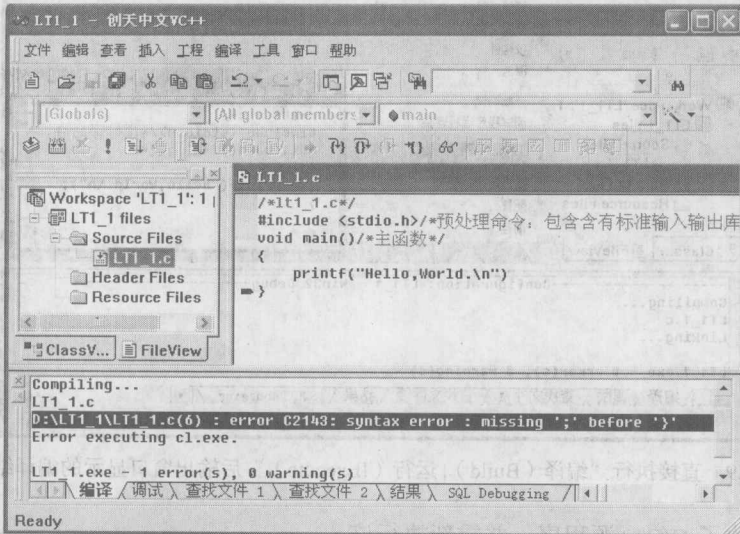 LT1_1 - 创天中文VC++
文件 编辑 查看 插入 工程 编译 工具 窗口 帮助
(Globals) (All global members main
Workspace 'LT1_1': 1
LT1_1 files
Source Files
LT1_1.c
Header Files
Resource Files
ClassV... FileView
LT1_1.c
/*lt1_1.c*/
#include <stdio.h>/*预处理命令：包含含有标准输入输出库
void main()/*主函数*/
{
printf("Hello,World.\n")
}
Compiling...
LT1_1.c
D:\LT1_1\LT1_1.c(6) : error C2143: syntax error : missing ';' before '}'
Error executing cl.exe.
LT1_1.exe - 1 error(s), 0 warning(s)
编译 调试 查找文件 1 查找文件 2 结果 SQL Debugging
Ready